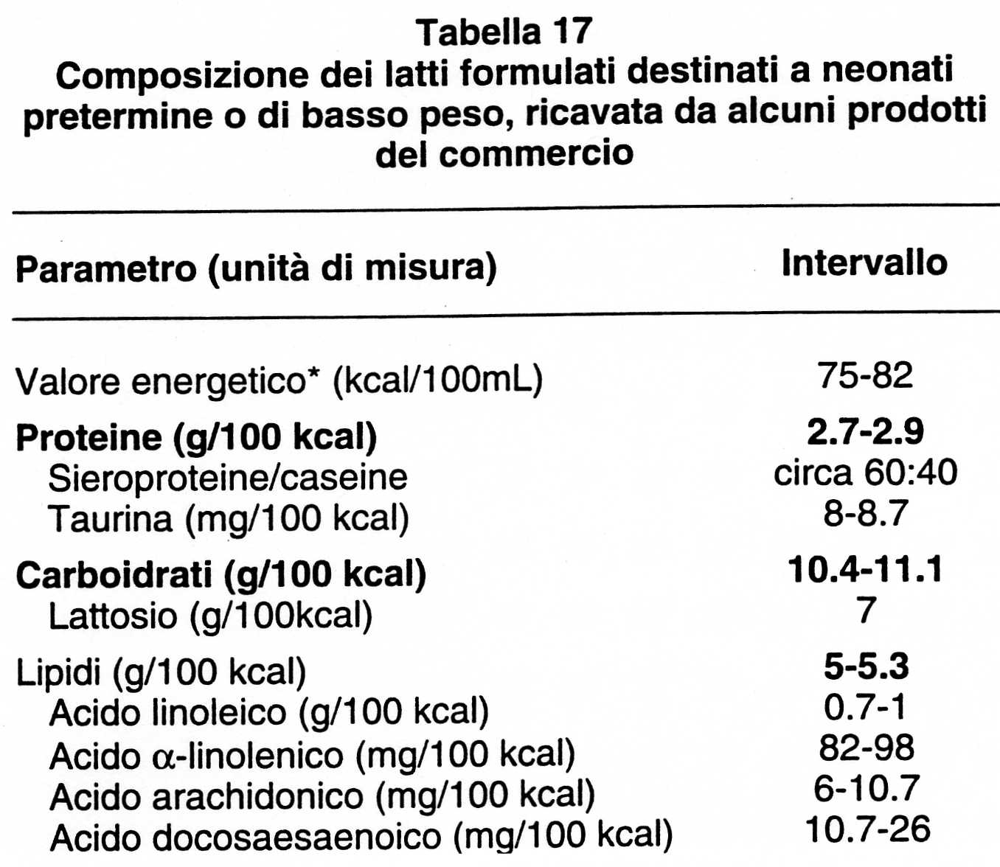 Tabella 17
Composizione dei latti formulati destinati a neonati
pretermine o di basso peso, ricavata da alcuni prodotti
del commercio
Parametro (unità di misura) Intervallo
Valore energetico* (kcal/100mL) 75-82
Proteine (g/100 kcal) 2.7-2.9
Sieroproteine/caseine circa 60:40
Taurina (mg/100 kcal) 8-8.7
Carboidrati (g/100 kcal) 10.4-11.1
Lattosio (g/100kcal) 7
Lipidi (g/100 kcal) 5-5.3
Acido linoleico (g/100 kcal) 0.7-1
Acido α-linolenico (mg/100 kcal) 82-98
Acido arachidonico (mg/100 kcal) 6-10.7
Acido docosaesaenoico (mg/100 kcal) 10.7-26